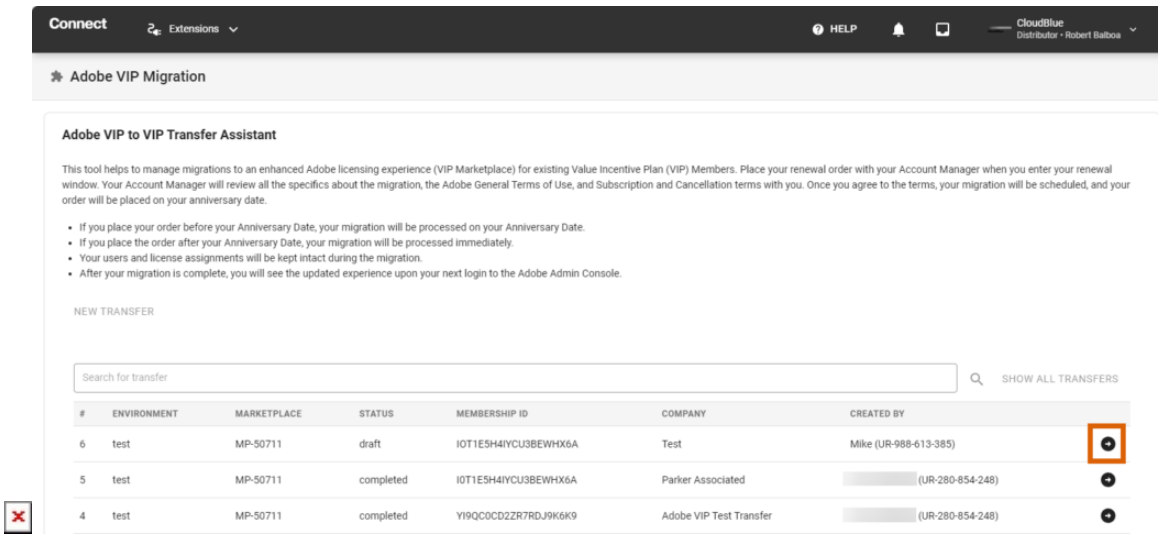 Connect
Extensions
HELP
CloudBlue
Distributor • Robert Balboa
Adobe VIP Migration
Adobe VIP to VIP Transfer Assistant
This tool helps to manage migrations to an enhanced Adobe licensing experience (VIP Marketplace) for existing Value Incentive Plan (VIP) Members. Place your renewal order with your Account Manager when you enter your renewal
window. Your Account Manager will review all the specifics about the migration, the Adobe General Terms of Use, and Subscription and Cancellation terms with you. Once you agree to the terms, your migration will be scheduled, and your
order will be placed on your anniversary date.
• If you place your order before your Anniversary Date, your migration will be processed on your Anniversary Date.
• If you place the order after your Anniversary Date, your migration will be processed immediately.
• Your users and license assignments will be kept intact during the migration.
• After your migration is complete, you will see the updated experience upon your next login to the Adobe Admin Console.
NEW TRANSFER
Search for transfer
SHOW ALL TRANSFERS
# ENVIRONMENT MARKETPLACE STATUS MEMBERSHIP ID COMPANY CREATED BY
6 test MP-50711 draft IOT1E5H4IYCU3BEWHX6A Test Mike (UR-988-613-385)
5 test MP-50711 completed I0T1E5H4IYCU3BEWHX6A Parker Associated (UR-280-854-248)
4 test MP-50711 completed YI9QC0CD2ZR7RDJ9K6K9 Adobe VIP Test Transfer (UR-280-854-248)